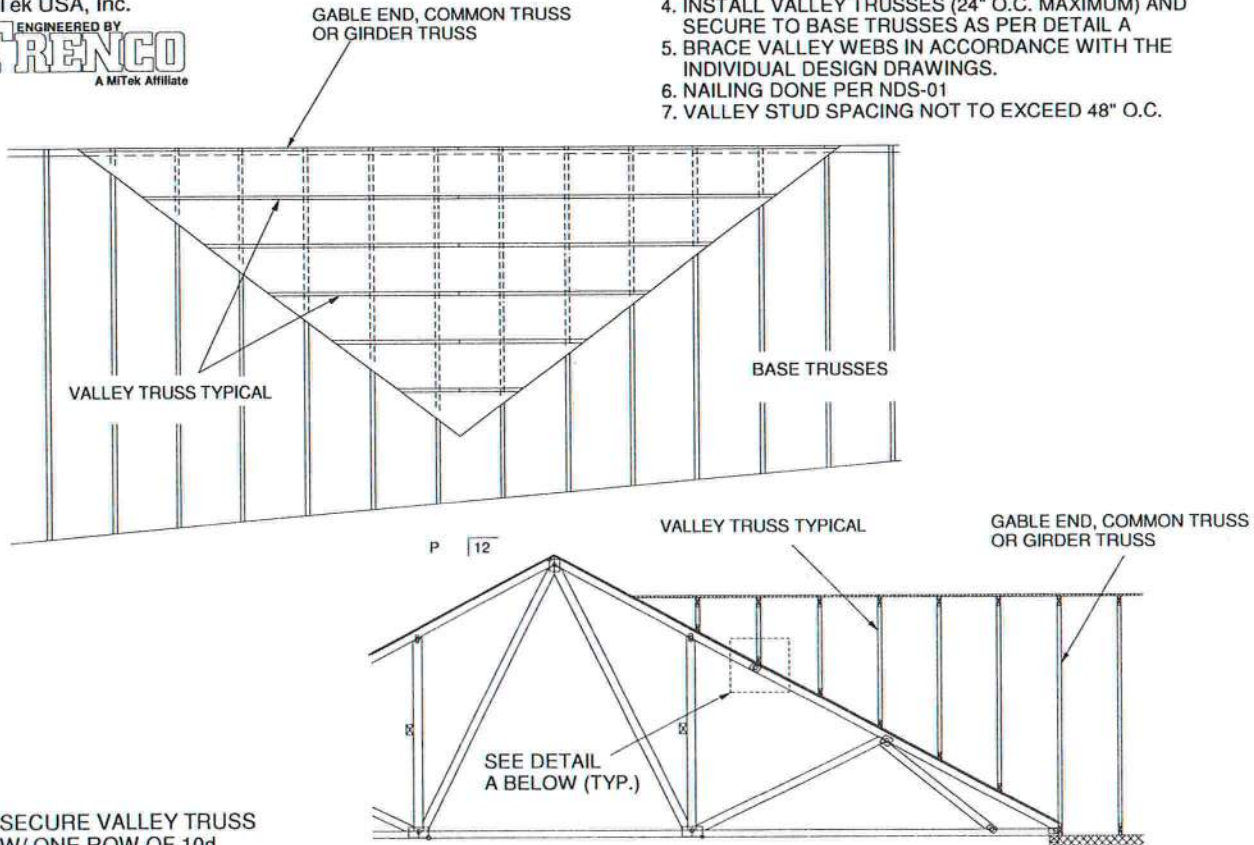 Tek USA, Inc.
ENGINEERED BY
TRENCO
A MiTek Affiliate
GABLE END, COMMON TRUSS
OR GIRDER TRUSS
4. INSTALL VALLEY TRUSSES (24" O.C. MAXIMUM) AND
SECURE TO BASE TRUSSES AS PER DETAIL A
5. BRACE VALLEY WEBS IN ACCORDANCE WITH THE
INDIVIDUAL DESIGN DRAWINGS.
6. NAILING DONE PER NDS-01
7. VALLEY STUD SPACING NOT TO EXCEED 48" O.C.
VALLEY TRUSS TYPICAL
BASE TRUSSES
P 12
VALLEY TRUSS TYPICAL
GABLE END, COMMON TRUSS
OR GIRDER TRUSS
SEE DETAIL
A BELOW (TYP.)
SECURE VALLEY TRUSS
W/ ONE ROW OF 10d